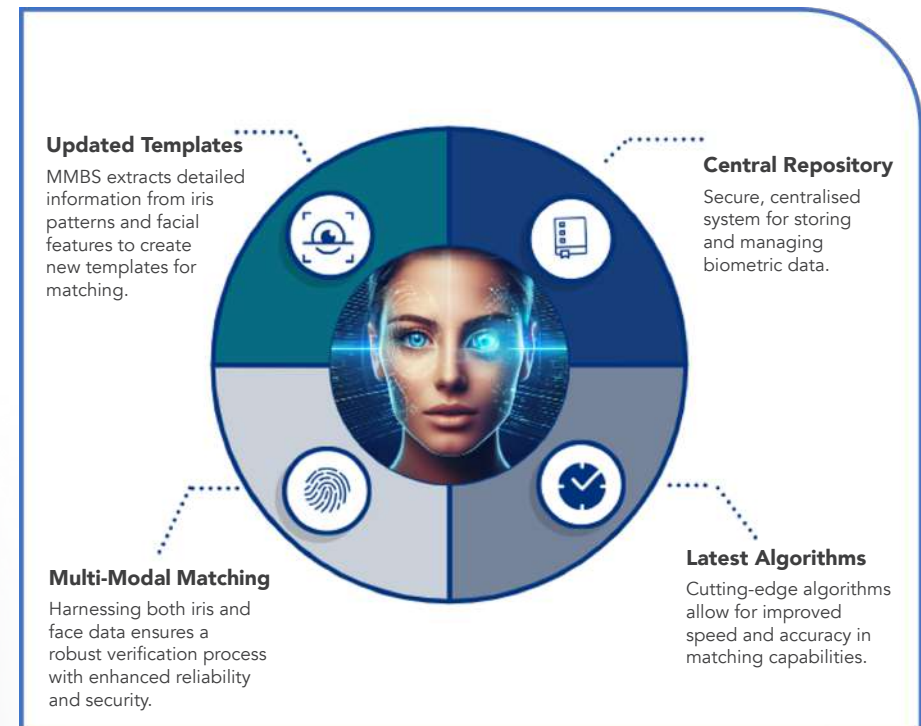 Updated Templates
MMBS extracts detailed
information from iris
patterns and facial
features to create
new templates for
matching.
Central Repository
Secure, centralised
system for storing
and managing
biometric data.
Multi-Modal Matching
Harnessing both iris and
face data ensures a
robust verification process
with enhanced reliability
and security.
Latest Algorithms
Cutting-edge algorithms
allow for improved
speed and accuracy in
matching capabilities.